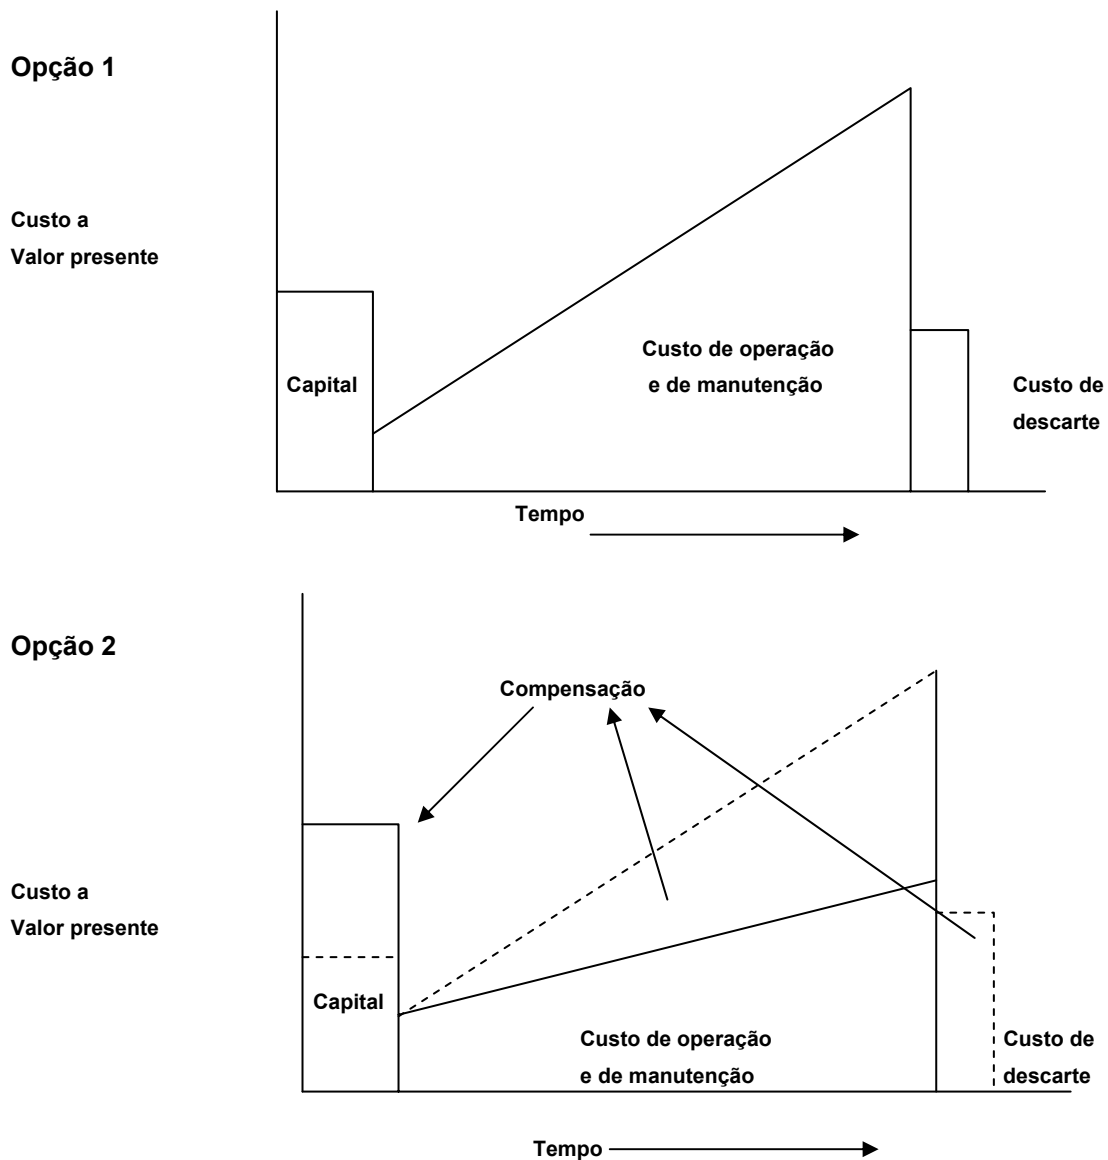 Opção 1
Custo a
Valor presente
Capital
Custo de operação
e de manutenção
Custo de
descarte
Tempo
Opção 2
Compensação
Custo a
Valor presente
Capital
Custo de operação
e de manutenção
Custo de
descarte
Tempo